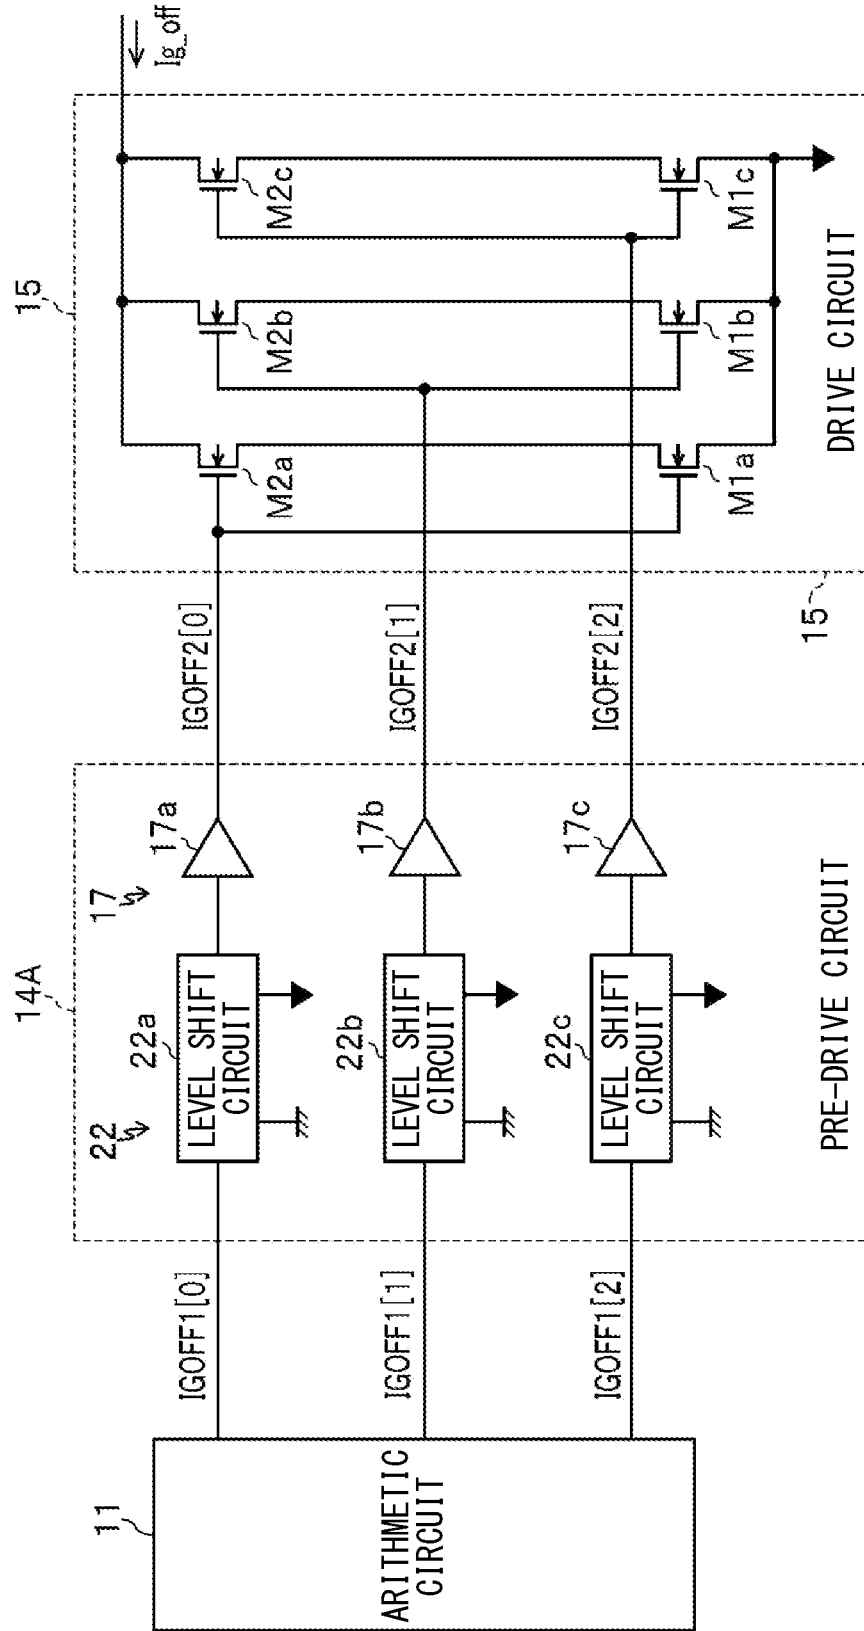 11
ARITHMETIC
CIRCUIT
IGOFF1[0]
IGOFF1[1]
IGOFF1[2]
14A
22
22a
LEVEL SHIFT
CIRCUIT
22b
LEVEL SHIFT
CIRCUIT
22c
LEVEL SHIFT
CIRCUIT
17
17a
17b
17c
PRE-DRIVE CIRCUIT
IGOFF2[0]
IGOFF2[1]
IGOFF2[2]
15
15
M2a
M2b
M2c
M1a
M1b
M1c
DRIVE CIRCUIT
Ig_off